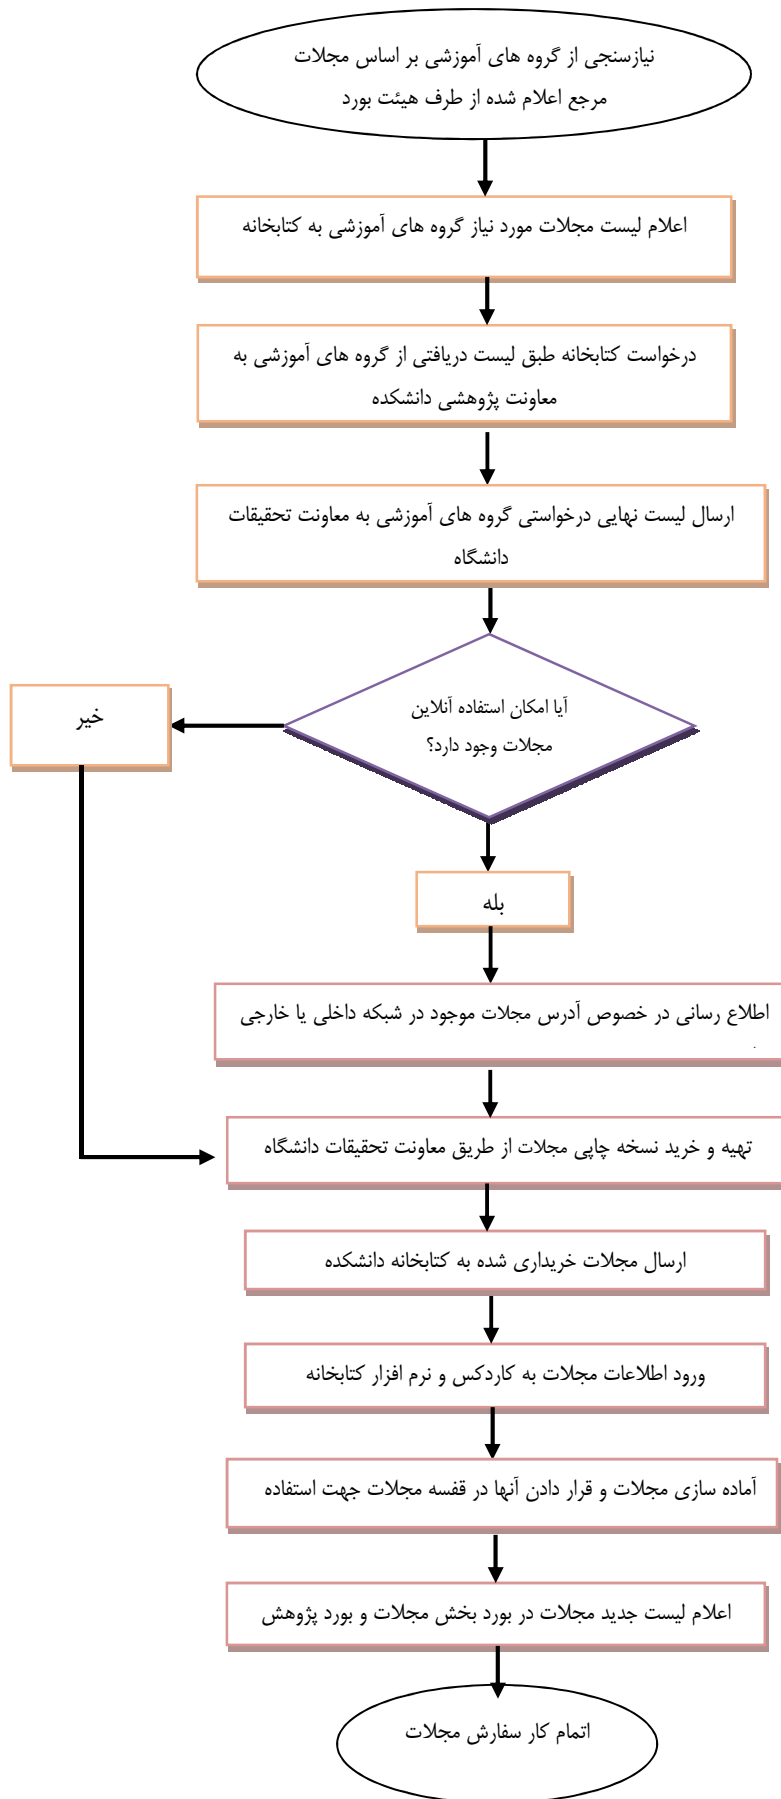 نیازسنجی از گروه های آموزشی بر اساس مجلات
مرجع اعلام شده از طرف هیئت بورد
اعلام لیست مجلات مورد نیاز گروه های آموزشی به کتابخانه
درخواست کتابخانه طبق لیست دریافتی از گروه های آموزشی به
معاونت پژوهشی دانشکده
ارسال لیست نهایی درخواستی گروه های آموزشی به معاونت تحقیقات
دانشگاه
آیا امکان استفاده آنلاین
مجلات وجود دارد؟
خیر
بله
اطلاع رسانی در خصوص آدرس مجلات موجود در شبکه داخلی یا خارجی
تهیه و خرید نسخه چاپی مجلات از طریق معاونت تحقیقات دانشگاه
ارسال مجلات خریداری شده به کتابخانه دانشکده
ورود اطلاعات مجلات به کاردکس و نرم افزار کتابخانه
آماده سازی مجلات و قرار دادن آنها در قفسه مجلات جهت استفاده
اعلام لیست جدید مجلات در بورد بخش مجلات و بورد پژوهش
اتمام کار سفارش مجلات